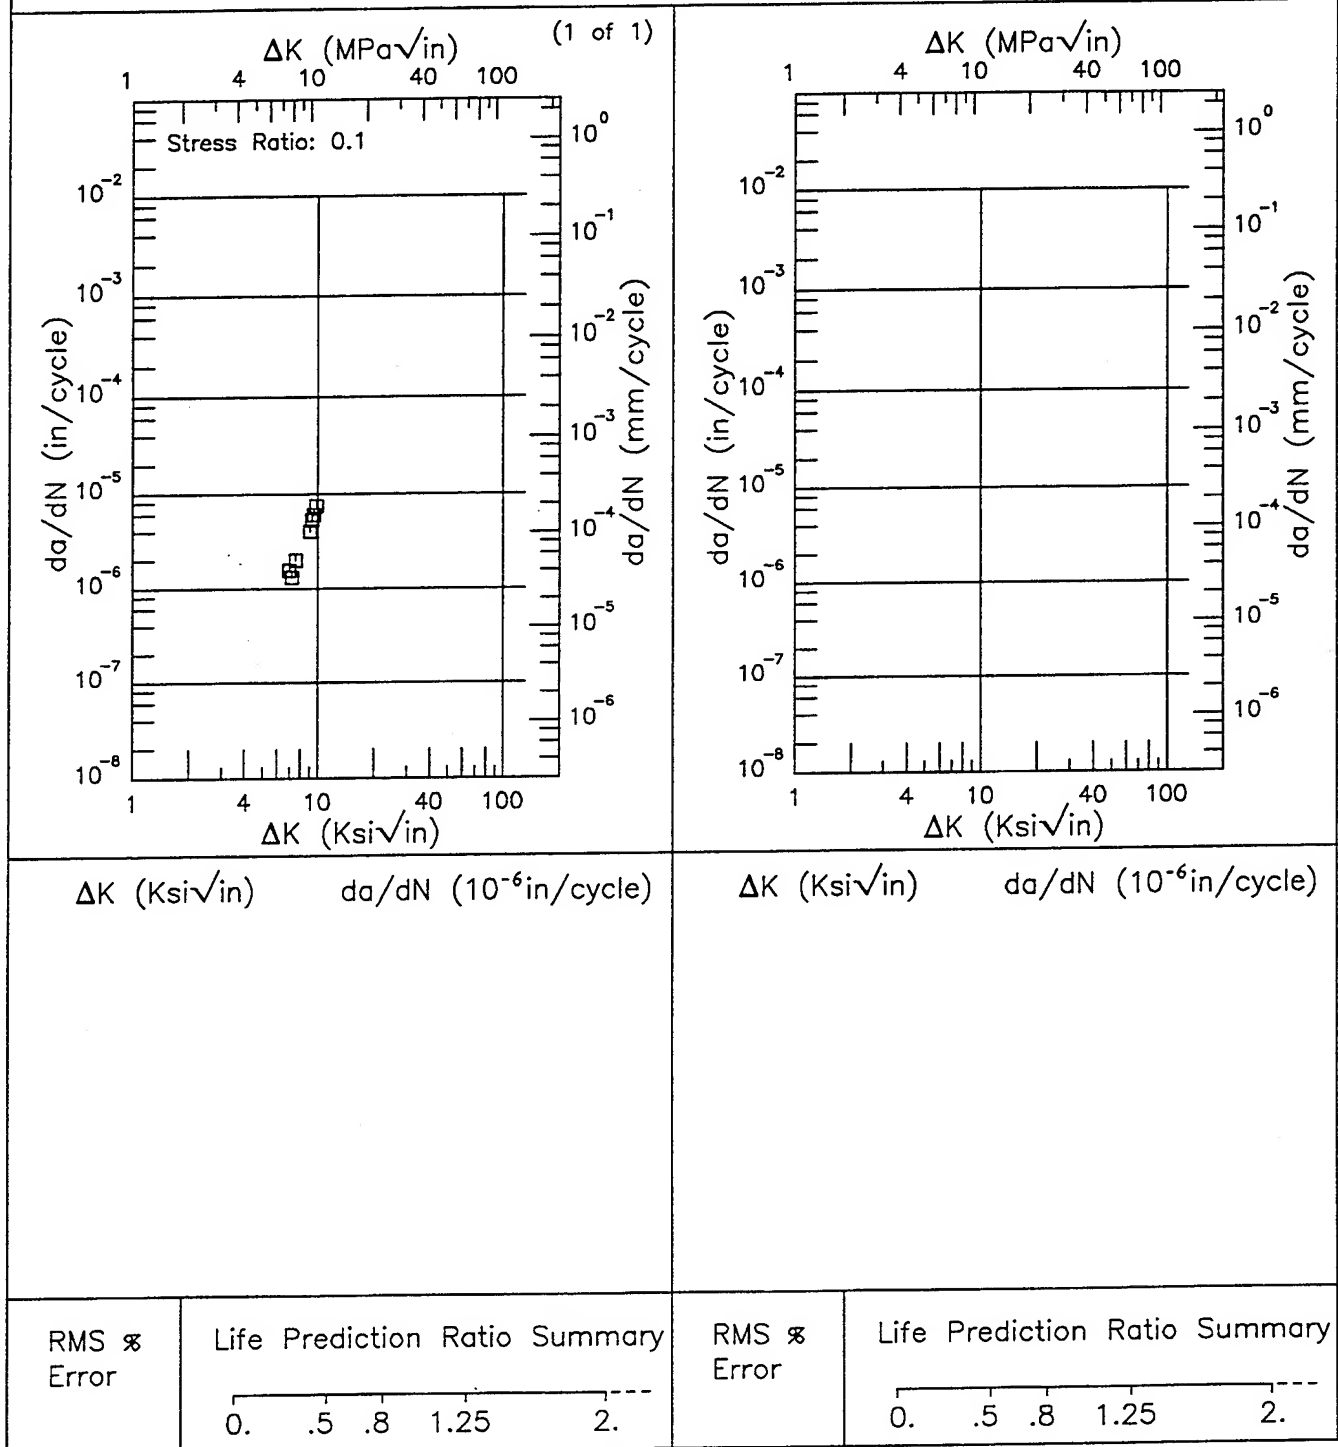 (1 of 1)
ΔK (MPa√in)
1 4 10 40 100
Stress Ratio: 0.1
10⁰
10⁻²
10⁻¹
10⁻³
10⁻²
10⁻⁴
10⁻³
10⁻⁵
10⁻⁴
10⁻⁶
10⁻⁵
10⁻⁷
10⁻⁶
10⁻⁸
da/dN (in/cycle)
da/dN (mm/cycle)
1 4 10 40 100
ΔK (Ksi√in)
ΔK (MPa√in)
1 4 10 40 100
10⁰
10⁻²
10⁻¹
10⁻³
10⁻²
10⁻⁴
10⁻³
10⁻⁵
10⁻⁴
10⁻⁶
10⁻⁵
10⁻⁷
10⁻⁶
10⁻⁸
da/dN (in/cycle)
da/dN (mm/cycle)
1 4 10 40 100
ΔK (Ksi√in)
ΔK (Ksi√in) da/dN (10⁻⁶in/cycle)
ΔK (Ksi√in) da/dN (10⁻⁶in/cycle)
RMS %
Error
Life Prediction Ratio Summary
0. .5 .8 1.25 2.
RMS %
Error
Life Prediction Ratio Summary
0. .5 .8 1.25 2.